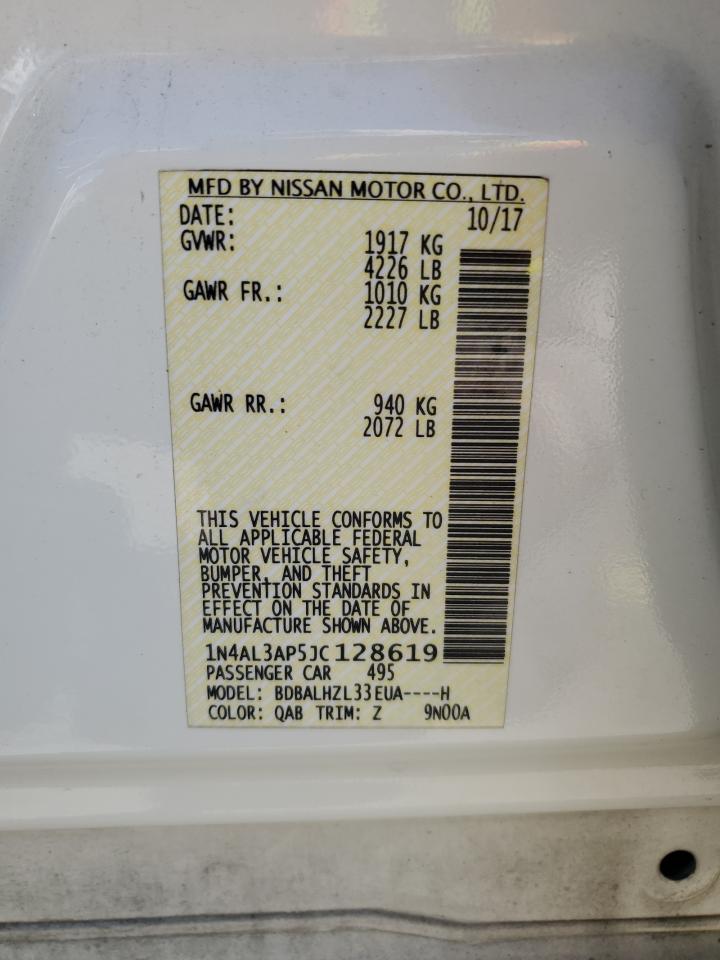 MFD BY NISSAN MOTOR CO., LTD.
DATE: 10/17
GVWR: 1917 KG
4226 LB
GAWR FR.: 1010 KG
2227 LB
GAWR RR.: 940 KG
2072 LB
THIS VEHICLE CONFORMS TO
ALL APPLICABLE FEDERAL
MOTOR VEHICLE SAFETY,
BUMPER, AND THEFT
PREVENTION STANDARDS IN
EFFECT ON THE DATE OF
MANUFACTURE SHOWN ABOVE.
1N4AL3AP5JC128619
PASSENGER CAR 495
MODEL: BDBALHZL33EUA----H
COLOR: QAB TRIM: Z 9N00A